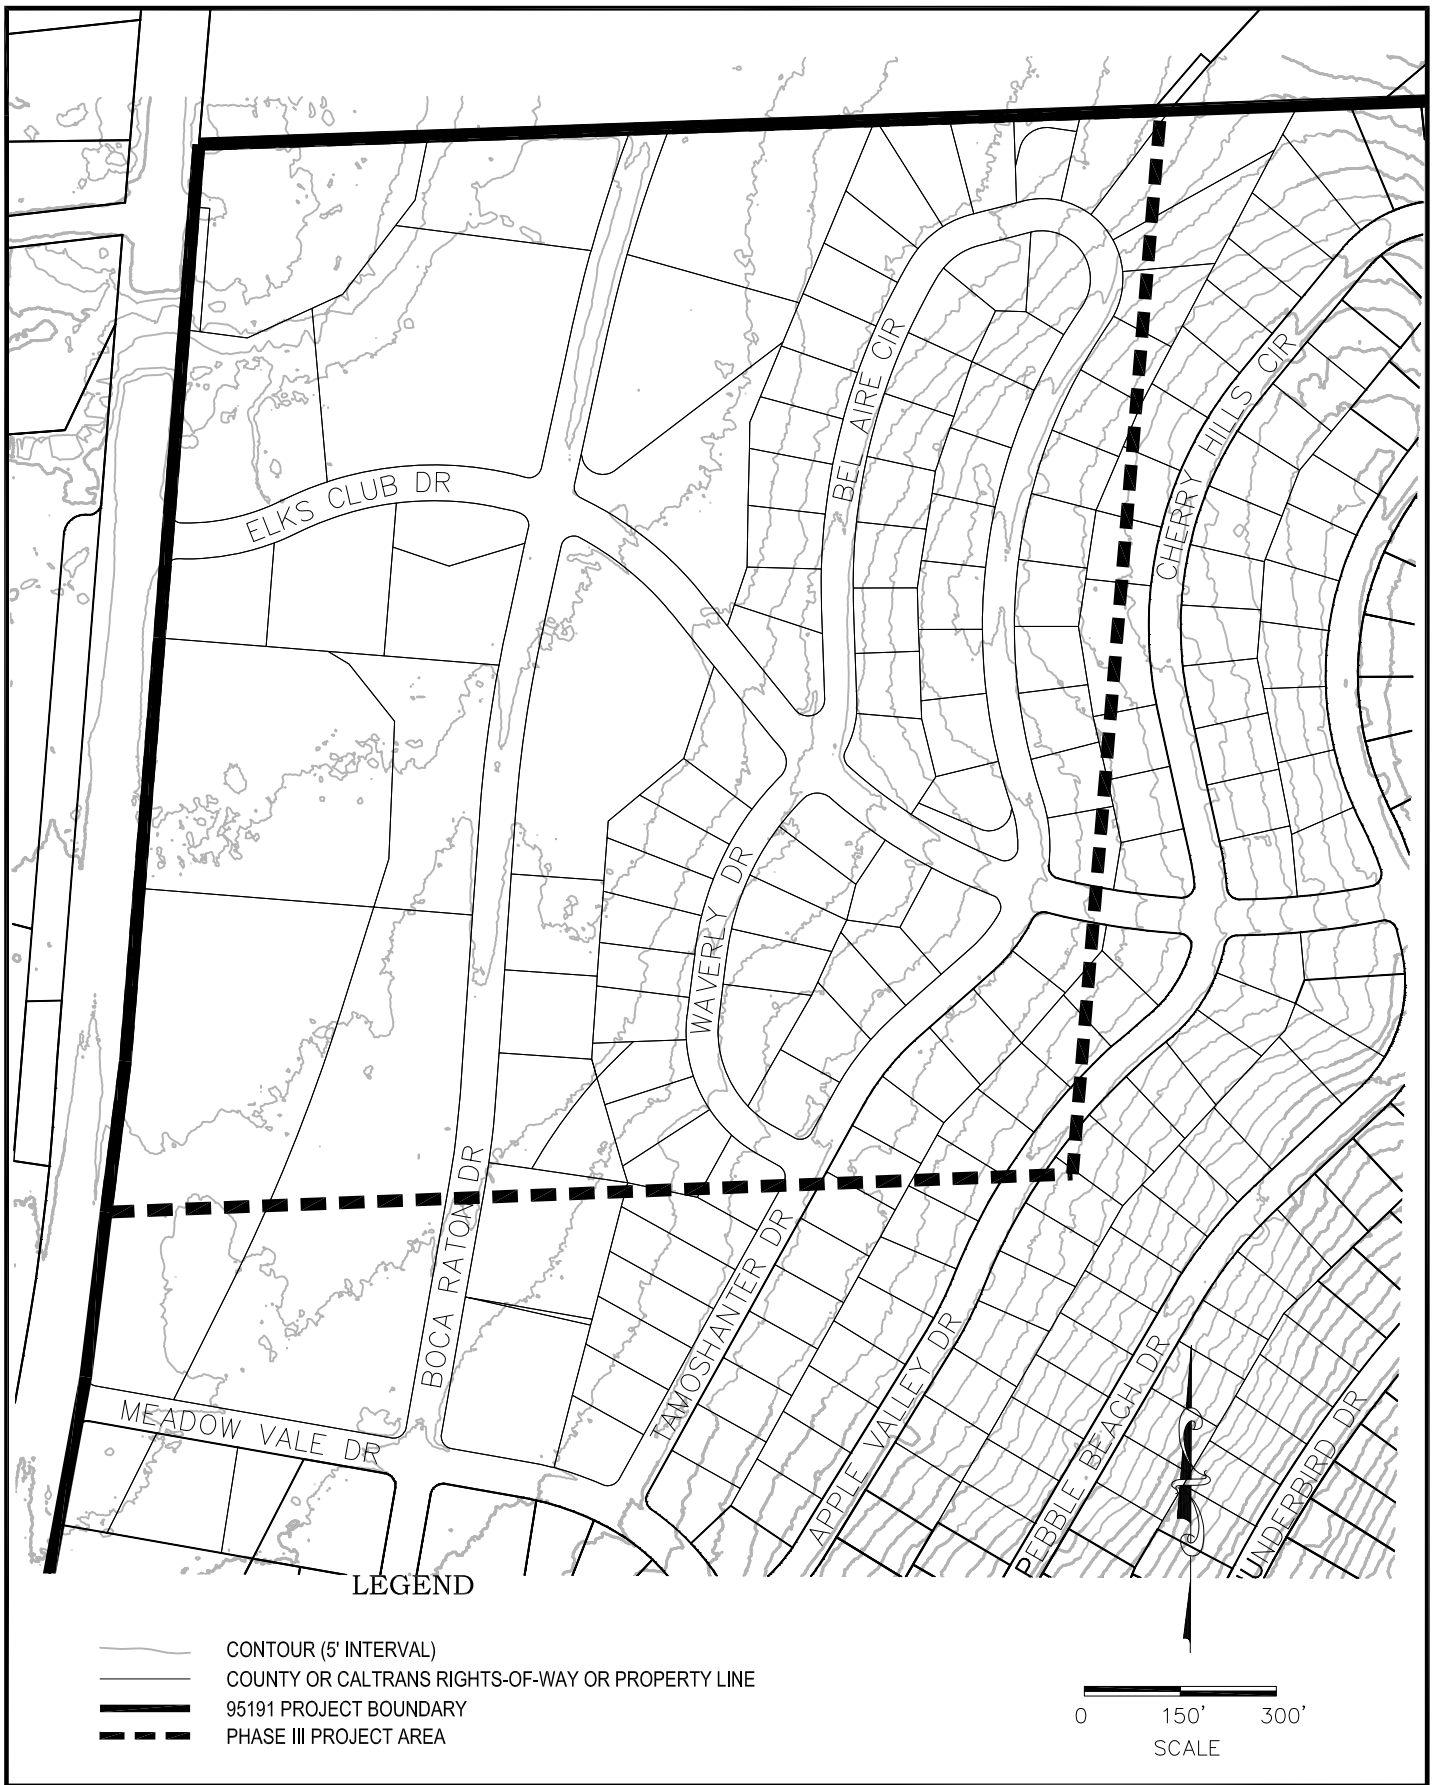 BEL AIRE CIR
CHERRY HILLS CIR
ELKS CLUB DR
WAVERLY DR
BOCA RATON DR
TAMOSHANTER DR
APPLE VALLEY DR
PEBBLE BEACH DR
UNDERBIRD DR
MEADOW VALE DR
LEGEND
CONTOUR (5' INTERVAL)
COUNTY OR CALTRANS RIGHTS-OF-WAY OR PROPERTY LINE
95191 PROJECT BOUNDARY
PHASE III PROJECT AREA
0 150' 300'
SCALE